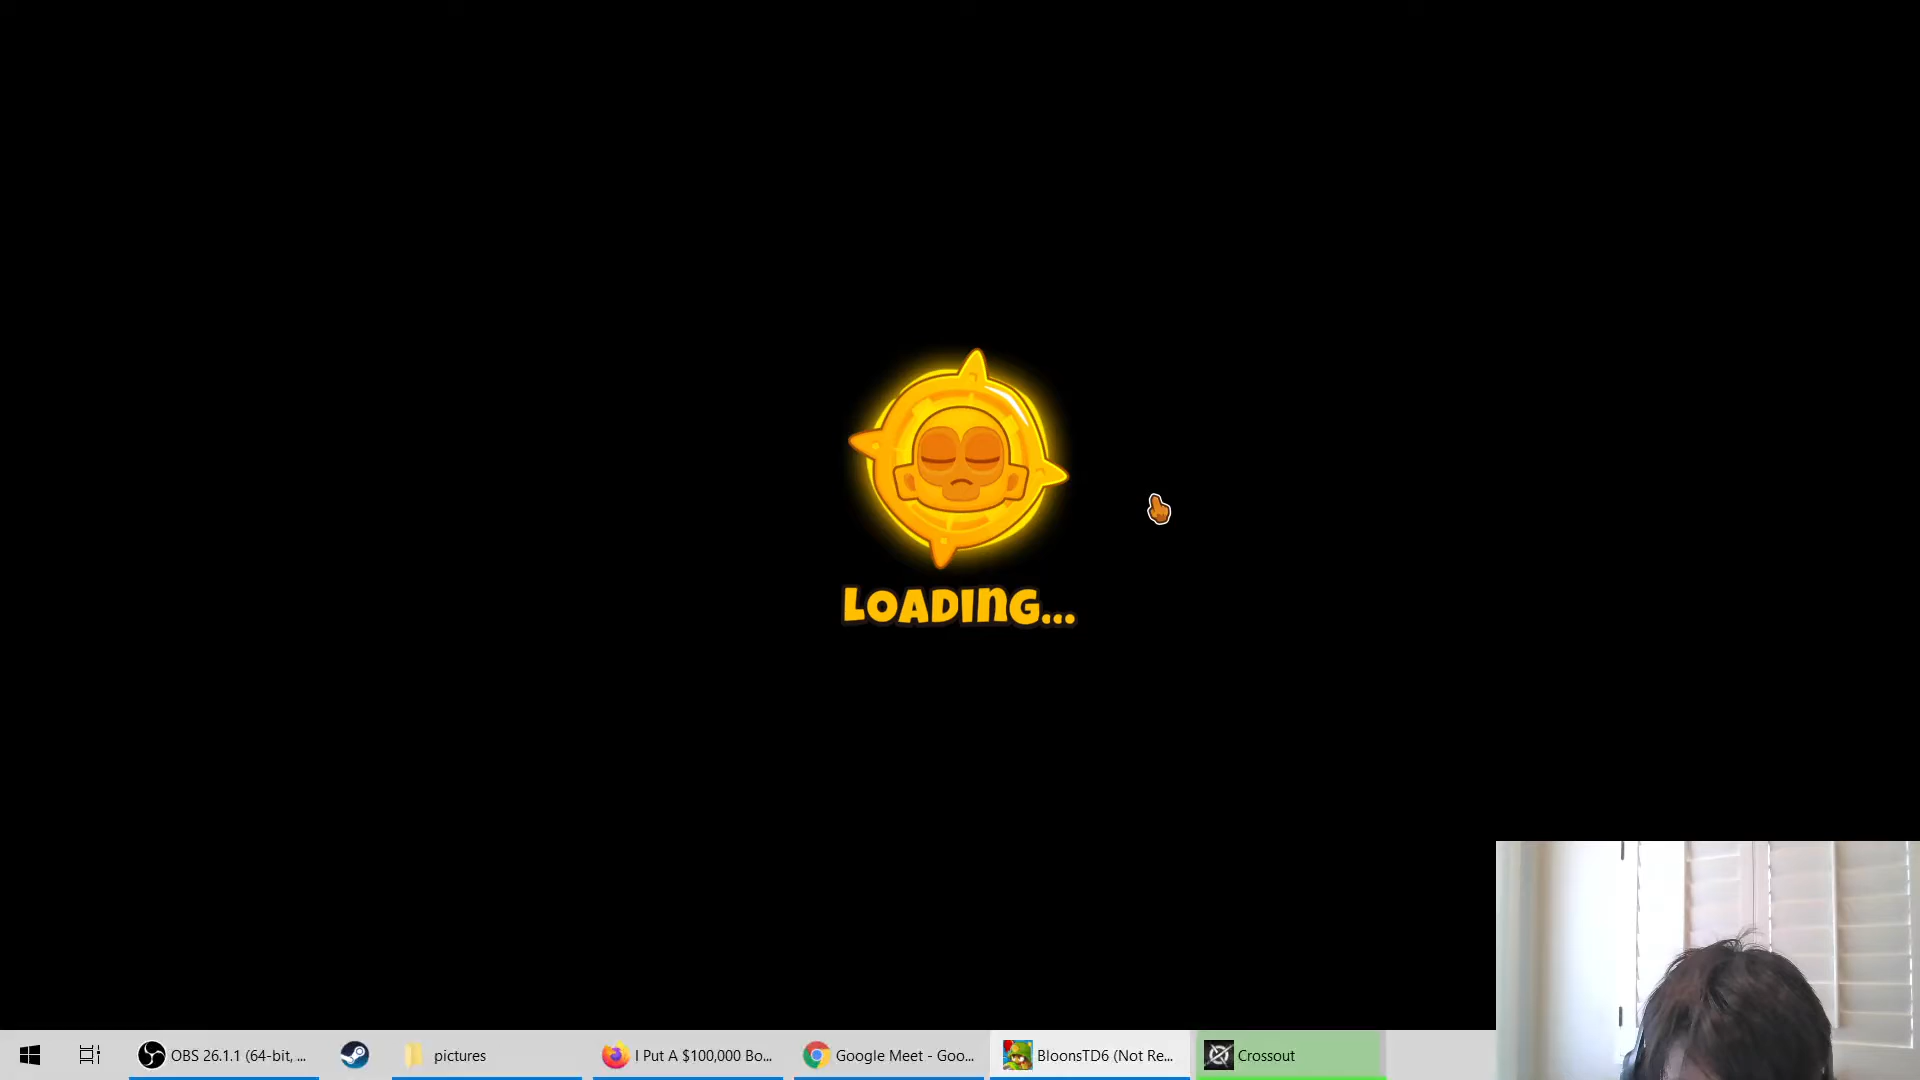 LOADING...
OBS 26.1.1 (64-bit, ...
pictures
I Put A $100,000 Bo...
Google Meet - Goo...
BloonsTD6 (Not Re...
Crossout